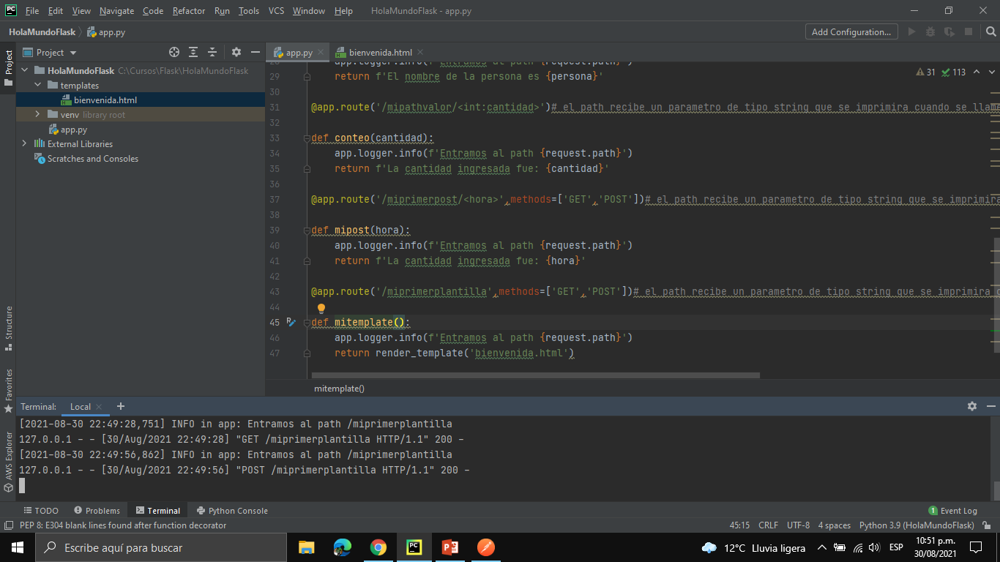 PC File Edit View Navigate Code Refactor Run Tools VCS Window Help HolaMundoFlask - app.py
HolaMundoFlask app.py Add Configuration...
Project
Project
HolaMundoFlask C:\Cursos\Flask\HolaMundoFlask
templates
bienvenida.html
venv library root
app.py
External Libraries
Scratches and Consoles
app.py bienvenida.html
31 113
28 app.logger.info(f'Entramos al path {request.path}')
29 return f'El nombre de la persona es {persona}'
30
31 @app.route('/mipathvalor/<int:cantidad>')# el path recibe un parametro de tipo string que se imprimira cuando se llame
32
33 def conteo(cantidad):
34 app.logger.info(f'Entramos al path {request.path}')
35 return f'La cantidad ingresada fue: {cantidad}'
36
37 @app.route('/miprimerpost/<hora>',methods=['GET','POST'])# el path recibe un parametro de tipo string que se imprimira
38
39 def mipost(hora):
40 app.logger.info(f'Entramos al path {request.path}')
41 return f'La cantidad ingresada fue: {hora}'
42
43 @app.route('/miprimerplantilla',methods=['GET','POST'])# el path recibe un parametro de tipo string que se imprimira
44
45 def mitemplate():
46 app.logger.info(f'Entramos al path {request.path}')
47 return render_template('bienvenida.html')
mitemplate()
Structure
Favorites
AWS Explorer
Terminal: Local
[2021-08-30 22:49:28,751] INFO in app: Entramos al path /miprimerplantilla
127.0.0.1 - - [30/Aug/2021 22:49:28] "GET /miprimerplantilla HTTP/1.1" 200 -
[2021-08-30 22:49:56,862] INFO in app: Entramos al path /miprimerplantilla
127.0.0.1 - - [30/Aug/2021 22:49:56] "POST /miprimerplantilla HTTP/1.1" 200 -
TODO Problems Terminal Python Console 1 Event Log
PEP 8: E304 blank lines found after function decorator 45:15 CRLF UTF-8 4 spaces Python 3.9 (HolaMundoFlask)
Escribe aquí para buscar PC 12°C Lluvia ligera ESP 10:51 p.m.
30/08/2021